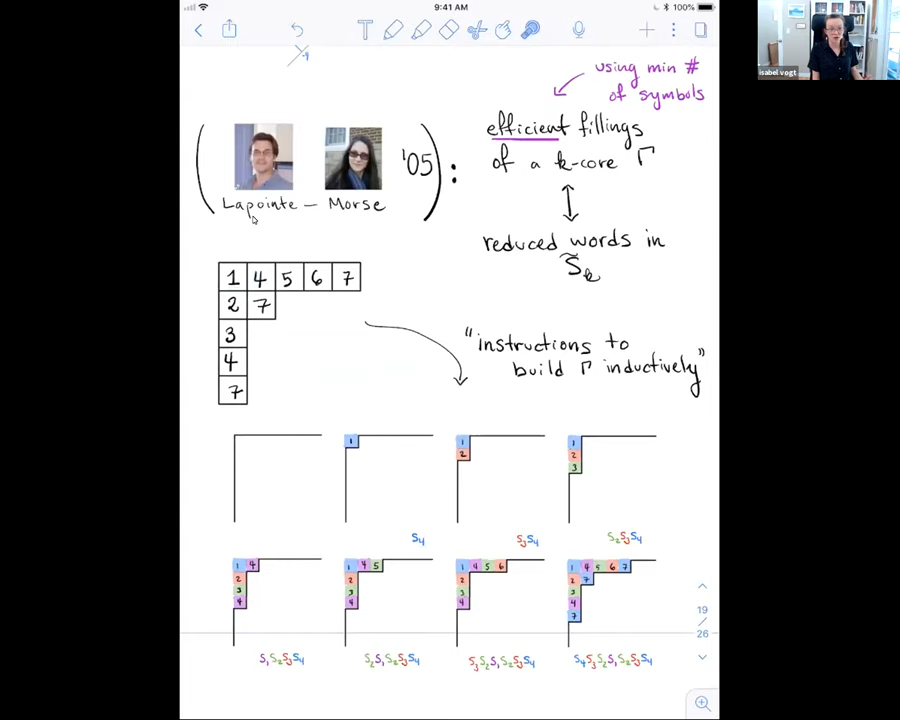 9:41 AM
100%
isabel vogt
-4
using min #
of symbols
efficient fillings
of a k-core Γ
'05 :
Lapointe – Morse
reduced words in
S̃k
1 4 5 6 7
2 7
3
4
7
"instructions to
build Γ inductively"
1
1
2
1
2
3
S4
S3S4
S2S3S4
1 4
2
3
4
1 4 5
2
3
4
1 4 5 6
2
3
4
1 4 5 6 7
2 7
3
4
7
S1S2S3S4
S2S1S2S3S4
S3S2S1S2S3S4
S4S3S2S1S2S3S4
19
/
26